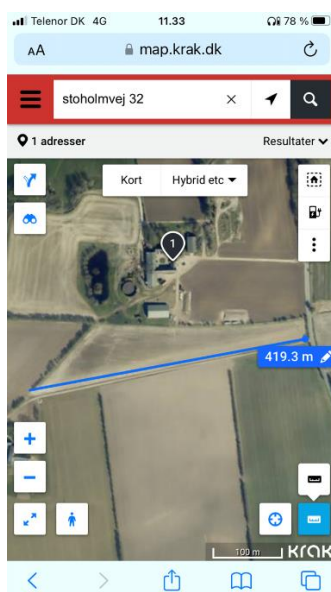 Telenor DK 4G 11.33 78 %
AA map.krak.dk
stoholmvej 32
1 adresser Resultater
Kort Hybrid etc
1
419.3 m
100 m krak